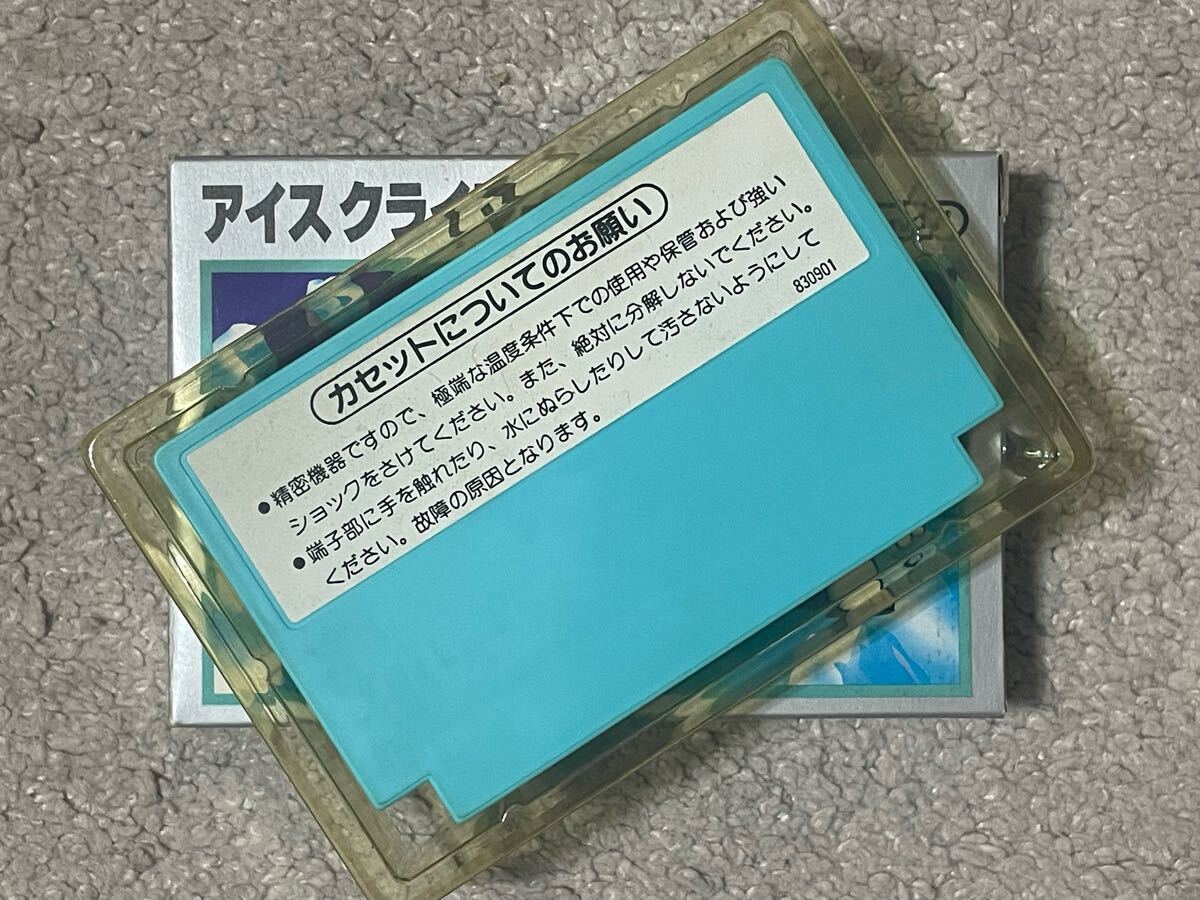 アイスクライ
カセットについてのお願い
●精密機器ですので、極端な温度条件下での使用や保管および強い
ショックをさけてください。また、絶対に分解しないでください。
●端子部に手を触れたり、水にぬらしたりして汚さないようにして
ください。故障の原因となります。
830901